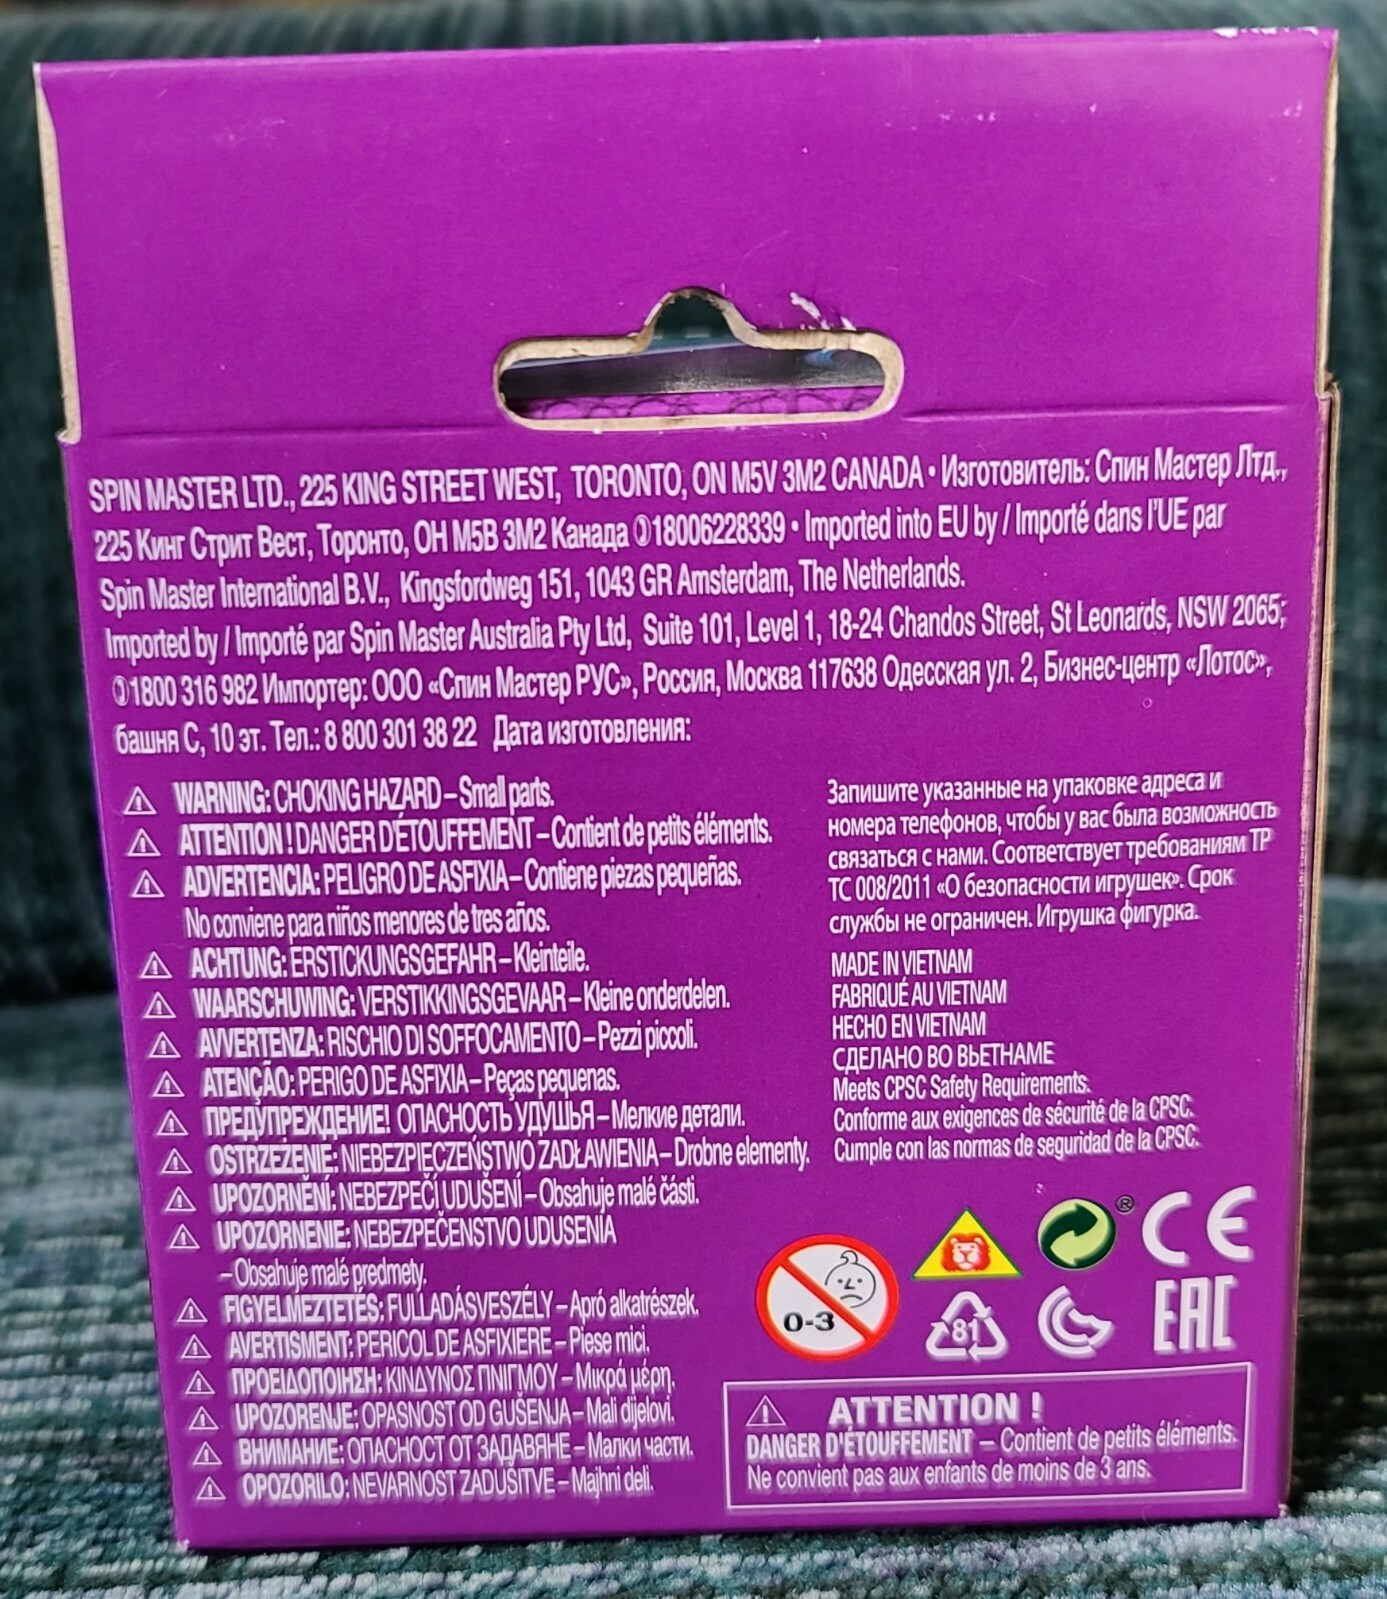 SPIN MASTER LTD., 225 KING STREET WEST, TORONTO, ON M5V 3M2 CANADA • Изготовитель: Спин Мастер Лтд.,
225 Кинг Стрит Вест, Торонто, ОН М5В 3М2 Канада ✆18006228339 • Imported into EU by / Importé dans l'UE par
Spin Master International B.V., Kingsfordweg 151, 1043 GR Amsterdam, The Netherlands.
Imported by / Importé par Spin Master Australia Pty Ltd, Suite 101, Level 1, 18-24 Chandos Street, St Leonards, NSW 2065;
✆1800 316 982 Импортер: ООО «Спин Мастер РУС», Россия, Москва 117638 Одесская ул. 2, Бизнес-центр «Лотос»,
башня С, 10 эт. Тел.: 8 800 301 38 22 Дата изготовления:
⚠ WARNING: CHOKING HAZARD – Small parts.
⚠ ATTENTION ! DANGER D'ÉTOUFFEMENT – Contient de petits éléments.
⚠ ADVERTENCIA: PELIGRO DE ASFIXIA – Contiene piezas pequeñas.
No conviene para niños menores de tres años.
⚠ ACHTUNG: ERSTICKUNGSGEFAHR – Kleinteile.
⚠ WAARSCHUWING: VERSTIKKINGSGEVAAR – Kleine onderdelen.
⚠ AVVERTENZA: RISCHIO DI SOFFOCAMENTO – Pezzi piccoli.
⚠ ATENÇÃO: PERIGO DE ASFIXIA – Peças pequenas.
⚠ ПРЕДУПРЕЖДЕНИЕ! ОПАСНОСТЬ УДУШЬЯ – Мелкие детали.
⚠ OSTRZEŻENIE: NIEBEZPIECZEŃSTWO ZADŁAWIENIA – Drobne elementy.
⚠ UPOZORNĚNÍ: NEBEZPEČÍ UDUŠENÍ – Obsahuje malé části.
⚠ UPOZORNENIE: NEBEZPEČENSTVO UDUSENIA
– Obsahuje malé predmety.
⚠ FIGYELMEZTETÉS: FULLADÁSVESZÉLY – Apró alkatrészek.
⚠ AVERTISMENT: PERICOL DE ASFIXIERE – Piese mici.
⚠ ΠΡΟΕΙΔΟΠΟΙΗΣΗ: ΚΙΝΔΥΝΟΣ ΠΝΙΓΜΟΥ – Μικρά μέρη.
⚠ UPOZORENJE: OPASNOST OD GUŠENJA – Mali dijelovi.
⚠ ВНИМАНИЕ: ОПАСНОСТ ОТ ЗАДАВЯНЕ – Малки части.
⚠ OPOZORILO: NEVARNOST ZADUŠITVE – Majhni deli.
Запишите указанные на упаковке адреса и
номера телефонов, чтобы у вас была возможность
связаться с нами. Соответствует требованиям ТР
ТС 008/2011 «О безопасности игрушек». Срок
службы не ограничен. Игрушка фигурка.
MADE IN VIETNAM
FABRIQUÉ AU VIETNAM
HECHO EN VIETNAM
СДЕЛАНО ВО ВЬЕТНАМЕ
Meets CPSC Safety Requirements.
Conforme aux exigences de sécurité de la CPSC.
Cumple con las normas de seguridad de la CPSC.
0-3
® CE
81
EAC
⚠ ATTENTION !
DANGER D'ÉTOUFFEMENT – Contient de petits éléments.
Ne convient pas aux enfants de moins de 3 ans.